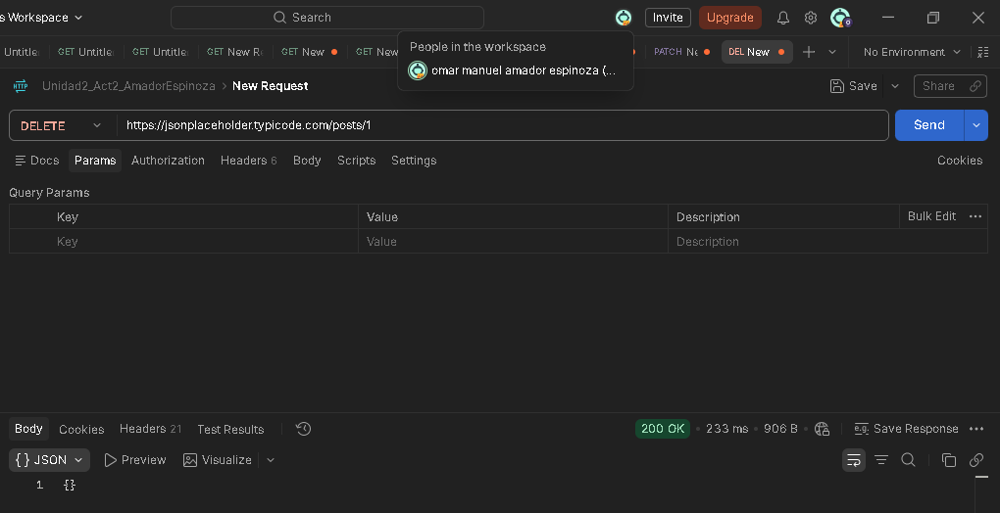 s Workspace
Search
Invite
Upgrade
Untitle
GET Untitle
GET Untitle
GET New R
GET New
GET New
PATCH Ne
DEL New
No Environment
People in the workspace
omar manuel amador espinoza (...
HTTP
Unidad2_Act2_AmadorEspinoza > New Request
Save
Share
DELETE
https://jsonplaceholder.typicode.com/posts/1
Send
Docs Params Authorization Headers 6 Body Scripts Settings
Cookies
Query Params
Key Value Description Bulk Edit
Key Value Description
Body Cookies Headers 21 Test Results
200 OK • 233 ms • 906 B •
e.g. Save Response
{} JSON Preview Visualize
1 {}